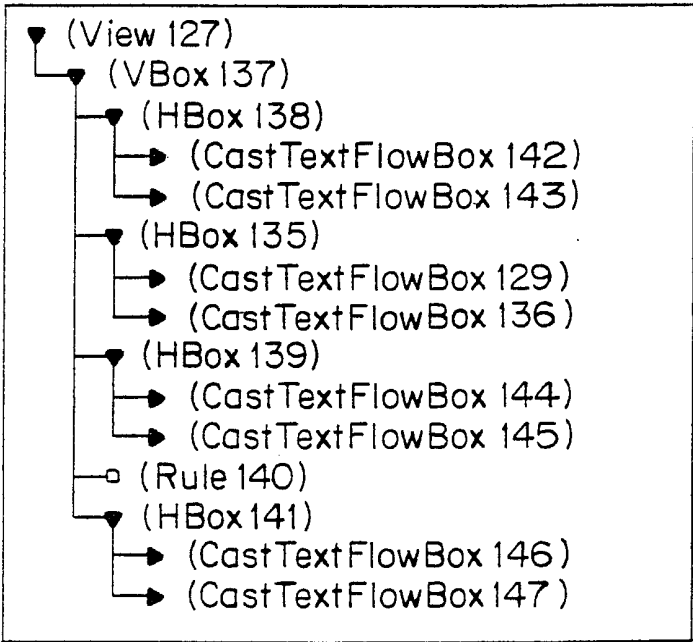 (View 127)
(VBox 137)
(HBox 138)
(CastTextFlowBox 142)
(CastTextFlowBox 143)
(HBox 135)
(CastTextFlowBox 129)
(CastTextFlowBox 136)
(HBox 139)
(CastTextFlowBox 144)
(CastTextFlowBox 145)
(Rule 140)
(HBox 141)
(CastTextFlowBox 146)
(CastTextFlowBox 147)